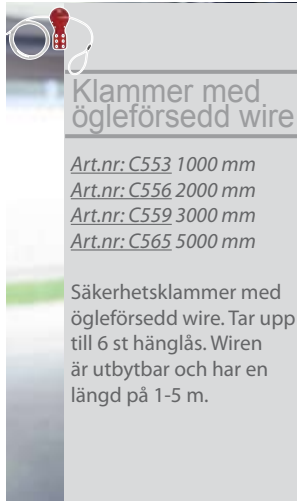 Klammer med
ögleförsedd wire
Art.nr: C553 1000 mm
Art.nr: C556 2000 mm
Art.nr: C559 3000 mm
Art.nr: C565 5000 mm
Säkerhetsklammer med
ögleförsedd wire. Tar upp
till 6 st hänglås. Wiren
är utbytbar och har en
längd på 1-5 m.